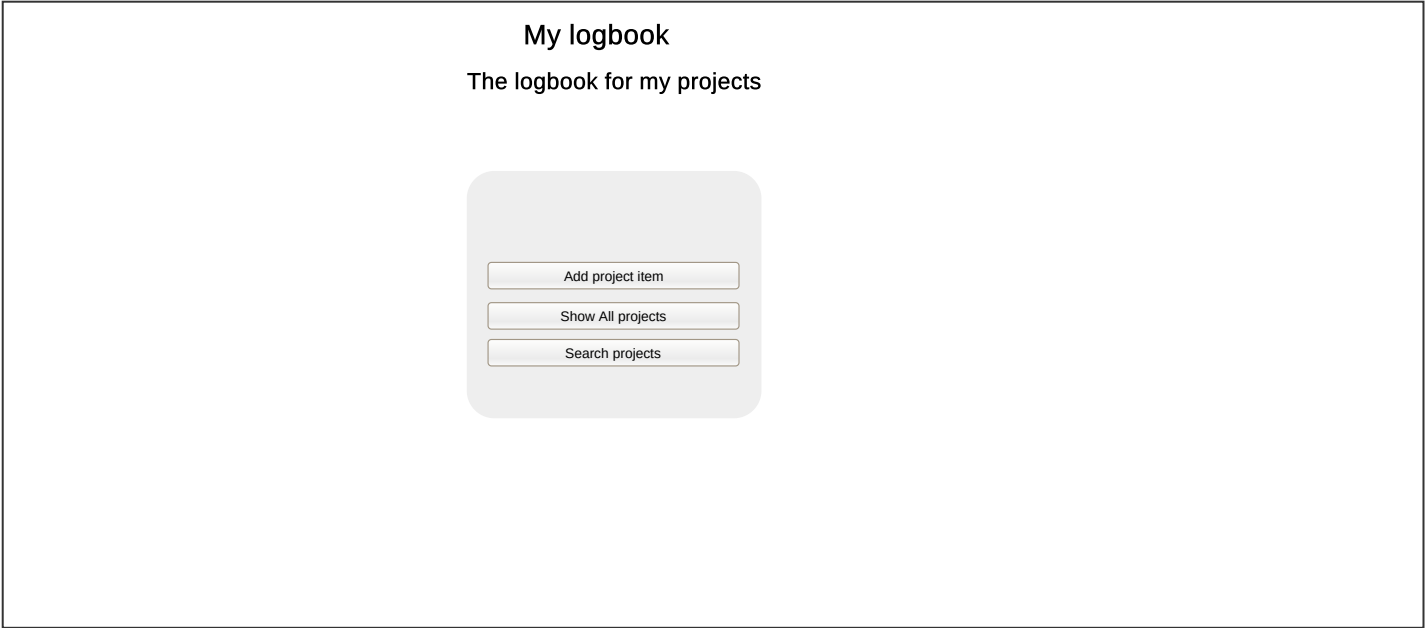 My logbook
The logbook for my projects
Add project item
Show All projects
Search projects